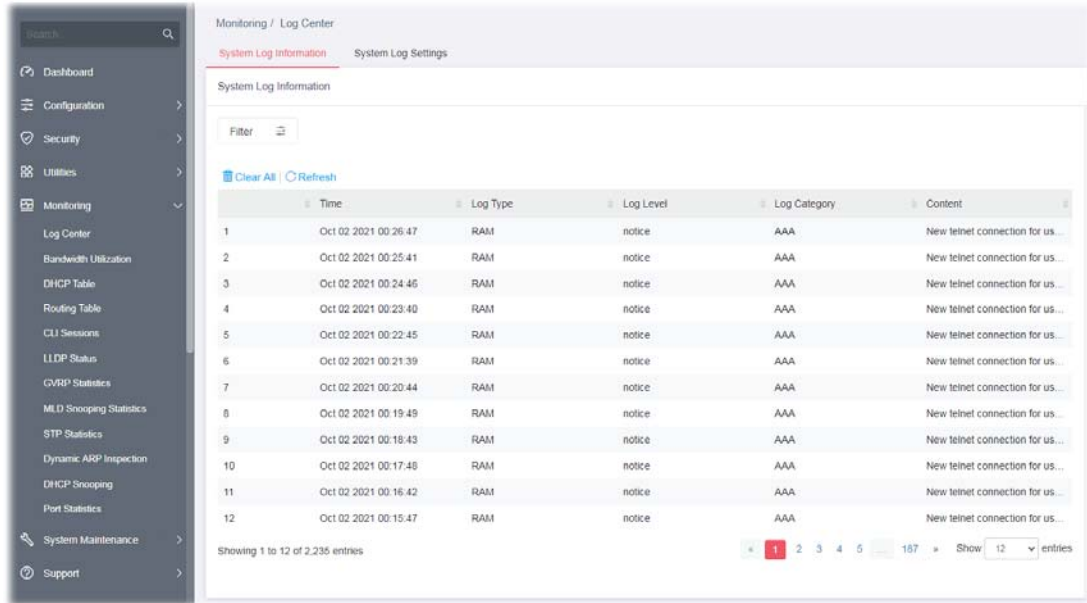 Search...
Dashboard
Configuration
Security
Utilities
Monitoring
Log Center
Bandwidth Utilization
DHCP Table
Routing Table
CLI Sessions
LLDP Status
GVRP Statistics
MLD Snooping Statistics
STP Statistics
Dynamic ARP Inspection
DHCP Snooping
Port Statistics
System Maintenance
Support
Monitoring / Log Center
System Log Information System Log Settings
System Log Information
Filter
Clear All | Refresh
Time Log Type Log Level Log Category Content
1 Oct 02 2021 00:26:47 RAM notice AAA New telnet connection for us...
2 Oct 02 2021 00:25:41 RAM notice AAA New telnet connection for us...
3 Oct 02 2021 00:24:46 RAM notice AAA New telnet connection for us...
4 Oct 02 2021 00:23:40 RAM notice AAA New telnet connection for us...
5 Oct 02 2021 00:22:45 RAM notice AAA New telnet connection for us...
6 Oct 02 2021 00:21:39 RAM notice AAA New telnet connection for us...
7 Oct 02 2021 00:20:44 RAM notice AAA New telnet connection for us...
8 Oct 02 2021 00:19:49 RAM notice AAA New telnet connection for us...
9 Oct 02 2021 00:18:43 RAM notice AAA New telnet connection for us...
10 Oct 02 2021 00:17:48 RAM notice AAA New telnet connection for us...
11 Oct 02 2021 00:16:42 RAM notice AAA New telnet connection for us...
12 Oct 02 2021 00:15:47 RAM notice AAA New telnet connection for us...
Showing 1 to 12 of 2,235 entries « 1 2 3 4 5 ... 187 » Show 12 entries